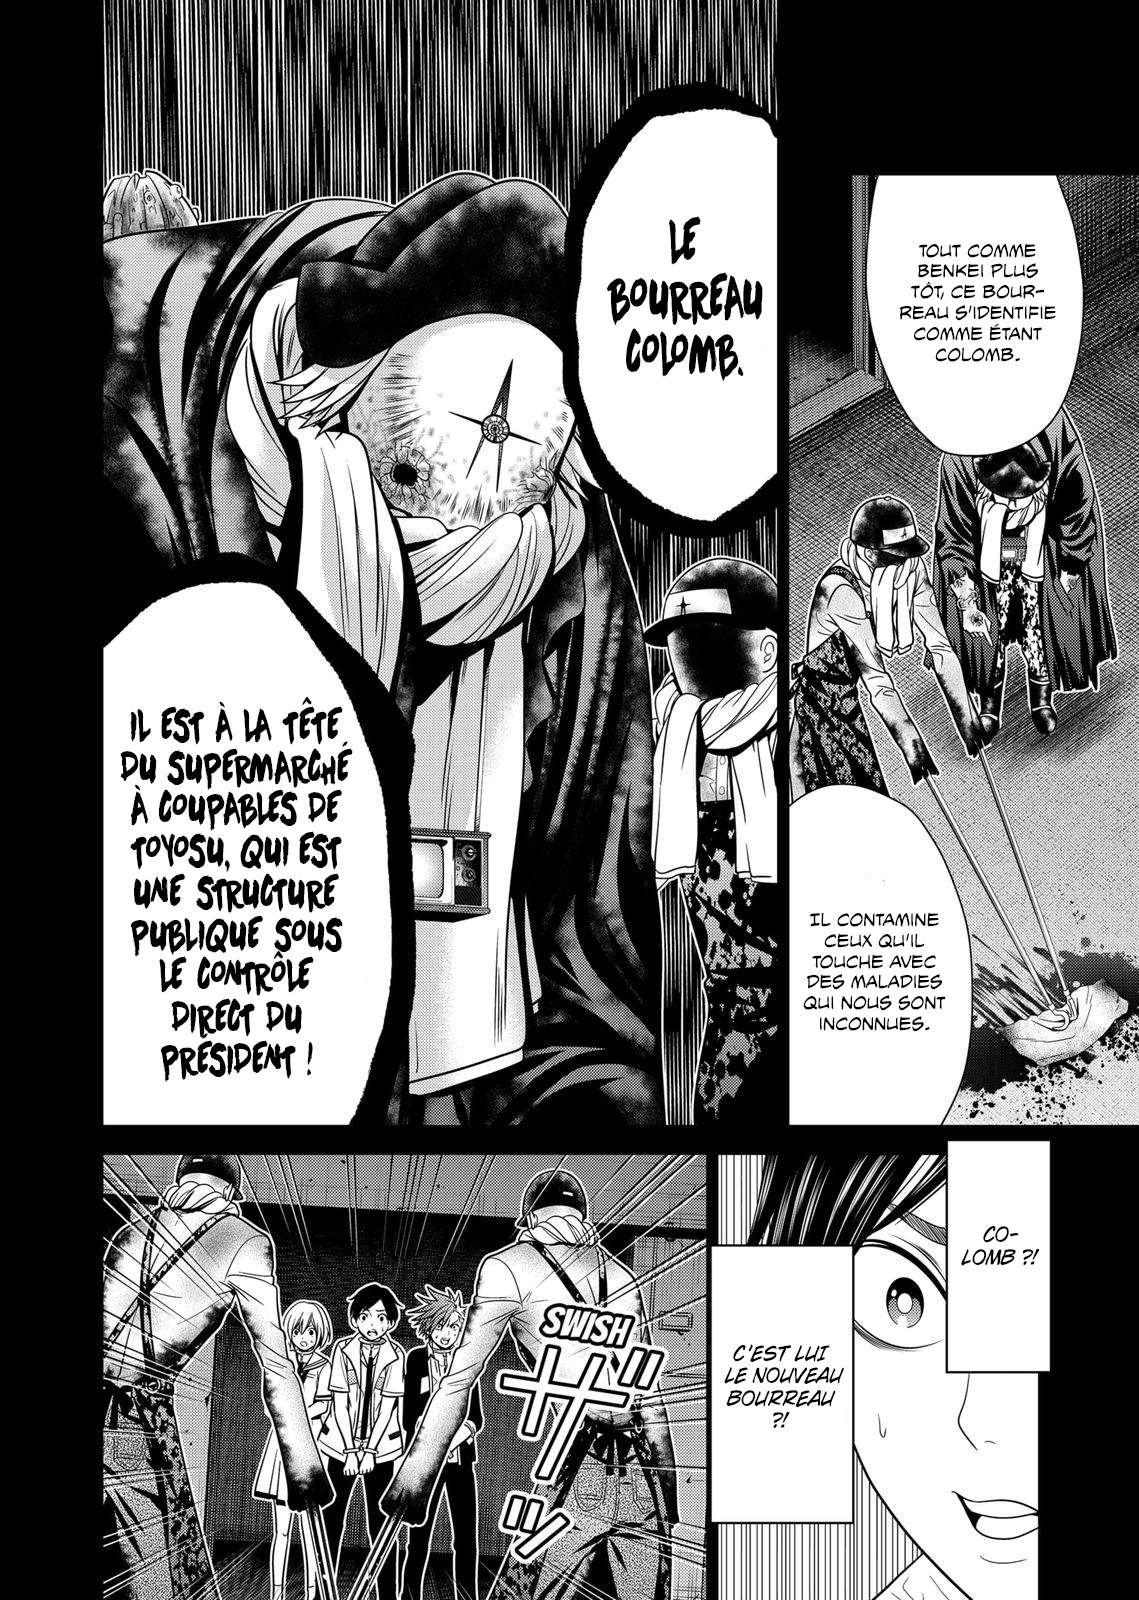 TOUT COMME
BENKEI PLUS
TÔT, CE BOUR-
REAU S'IDENTIFIE
COMME ÉTANT
COLOMB.
IL CONTAMINE
CEUX QU'IL
TOUCHE AVEC
DES MALADIES
QUI NOUS SONT
INCONNUES.
LE
BOURREAU
COLOMB.
IL EST À LA TÊTE
DU SUPERMARCHÉ
À COUPABLES DE
TOYOSU, QUI EST
UNE STRUCTURE
PUBLIQUE SOUS
LE CONTRÔLE
DIRECT DU
PRÉSIDENT !
CO-
LOMB ?!
C'EST LUI
LE NOUVEAU
BOURREAU
?!
SWISH
ザッ